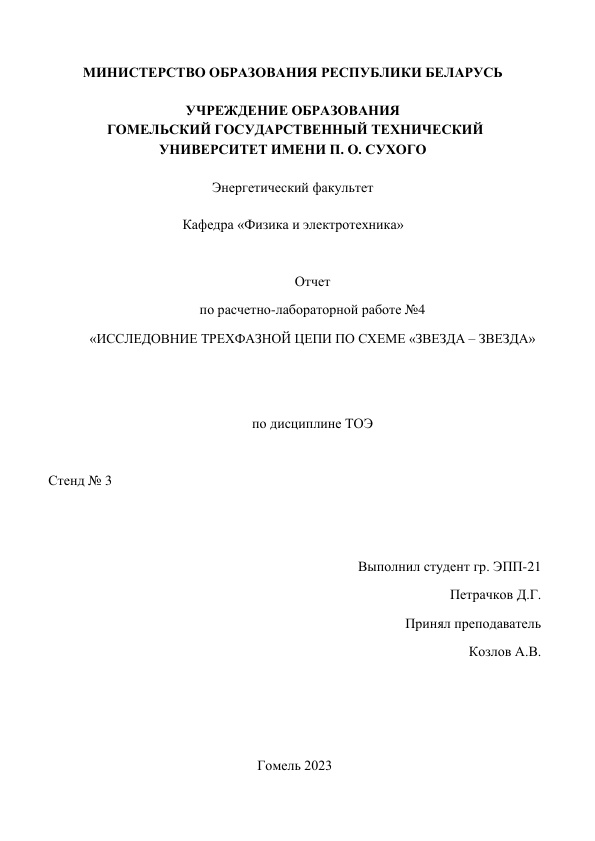 МИНИСТЕРСТВО ОБРАЗОВАНИЯ РЕСПУБЛИКИ БЕЛАРУСЬ
УЧРЕЖДЕНИЕ ОБРАЗОВАНИЯ
ГОМЕЛЬСКИЙ ГОСУДАРСТВЕННЫЙ ТЕХНИЧЕСКИЙ
УНИВЕРСИТЕТ ИМЕНИ П. О. СУХОГО
Энергетический факультет
Кафедра «Физика и электротехника»
Отчет
по расчетно-лабораторной работе №4
«ИССЛЕДОВНИЕ ТРЕХФАЗНОЙ ЦЕПИ ПО СХЕМЕ «ЗВЕЗДА – ЗВЕЗДА»
по дисциплине ТОЭ
Стенд № 3
Выполнил студент гр. ЭПП-21
Петрачков Д.Г.
Принял преподаватель
Козлов А.В.
Гомель 2023